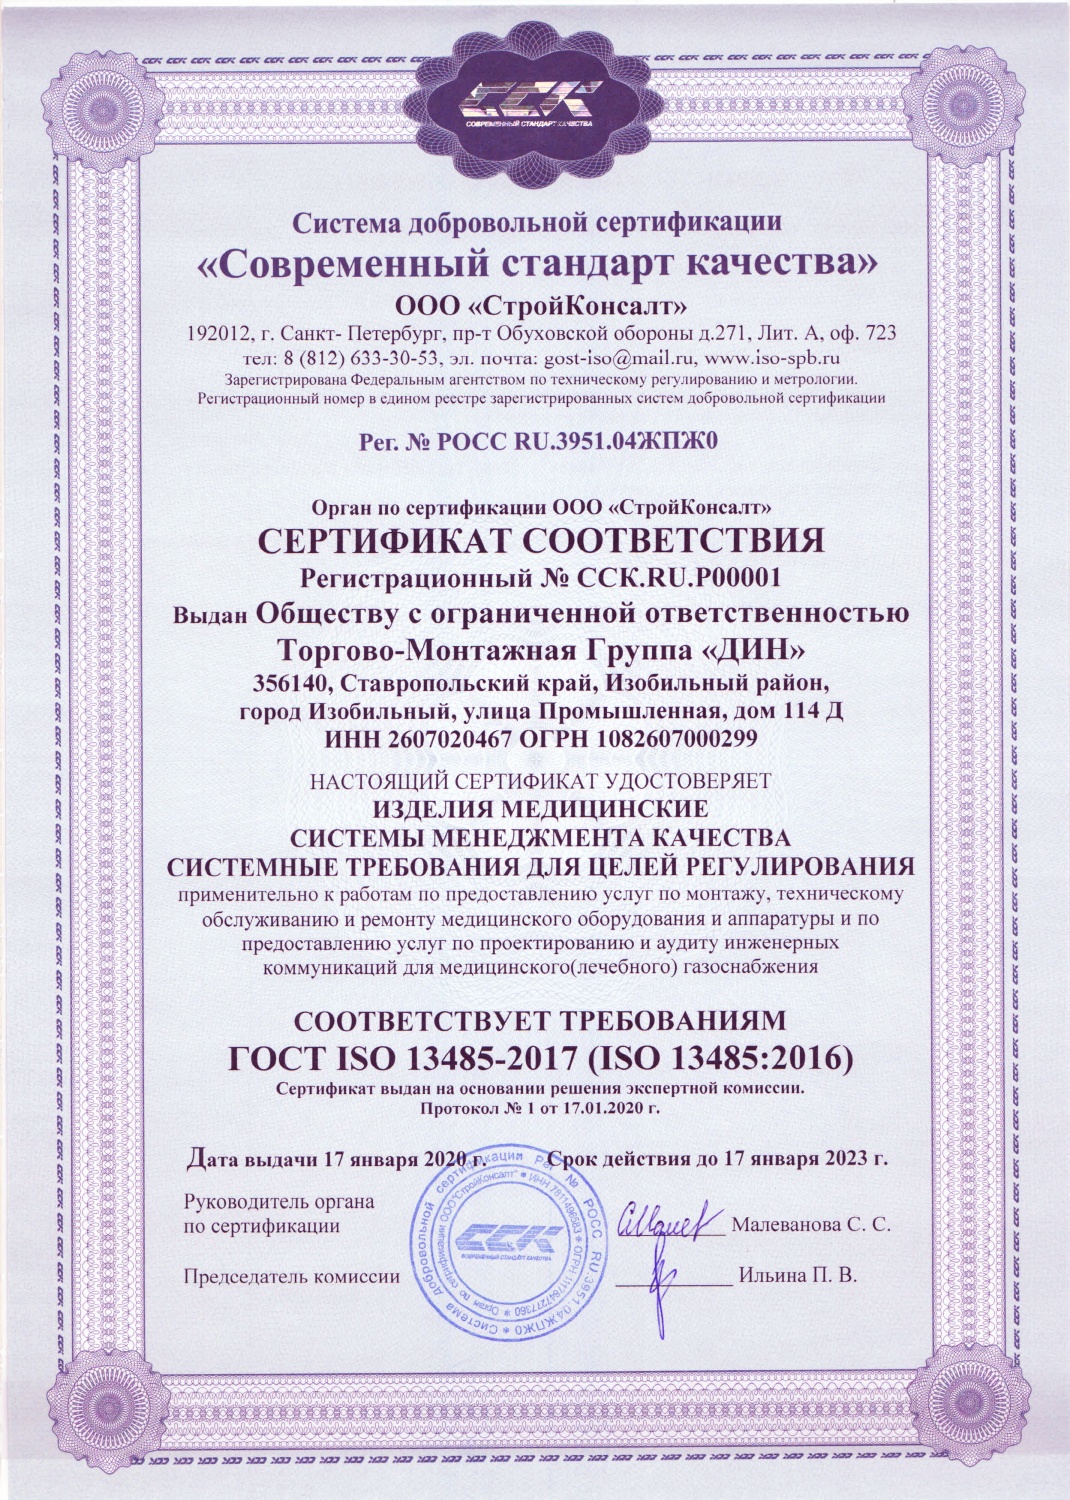 ССК
СОВРЕМЕННЫЙ СТАНДАРТ КАЧЕСТВА
Система добровольной сертификации
«Современный стандарт качества»
ООО «СтройКонсалт»
192012, г. Санкт- Петербург, пр-т Обуховской обороны д.271, Лит. А, оф. 723
тел: 8 (812) 633-30-53, эл. почта: gost-iso@mail.ru, www.iso-spb.ru
Зарегистрирована Федеральным агентством по техническому регулированию и метрологии.
Регистрационный номер в едином реестре зарегистрированных систем добровольной сертификации
Рег. № РОСС RU.3951.04ЖПЖ0
Орган по сертификации ООО «СтройКонсалт»
СЕРТИФИКАТ СООТВЕТСТВИЯ
Регистрационный № ССК.RU.P00001
Выдан Обществу с ограниченной ответственностью
Торгово-Монтажная Группа «ДИН»
356140, Ставропольский край, Изобильный район,
город Изобильный, улица Промышленная, дом 114 Д
ИНН 2607020467 ОГРН 1082607000299
НАСТОЯЩИЙ СЕРТИФИКАТ УДОСТОВЕРЯЕТ
ИЗДЕЛИЯ МЕДИЦИНСКИЕ
СИСТЕМЫ МЕНЕДЖМЕНТА КАЧЕСТВА
СИСТЕМНЫЕ ТРЕБОВАНИЯ ДЛЯ ЦЕЛЕЙ РЕГУЛИРОВАНИЯ
применительно к работам по предоставлению услуг по монтажу, техническому
обслуживанию и ремонту медицинского оборудования и аппаратуры и по
предоставлению услуг по проектированию и аудиту инженерных
коммуникаций для медицинского(лечебного) газоснабжения
СООТВЕТСТВУЕТ ТРЕБОВАНИЯМ
ГОСТ ISO 13485-2017 (ISO 13485:2016)
Сертификат выдан на основании решения экспертной комиссии.
Протокол № 1 от 17.01.2020 г.
Дата выдачи 17 января 2020 г. Срок действия до 17 января 2023 г.
Руководитель органа
по сертификации
Малеванова С. С.
Председатель комиссии
Ильина П. В.
Система добровольной сертификации Рег № РОСС RU.3951.04ЖПЖ0
Орган по сертификации ООО "СтройКонсалт" ИНН 7811496583 ОГРН 1117847277360
ССК
СОВРЕМЕННЫЙ СТАНДАРТ КАЧЕСТВА